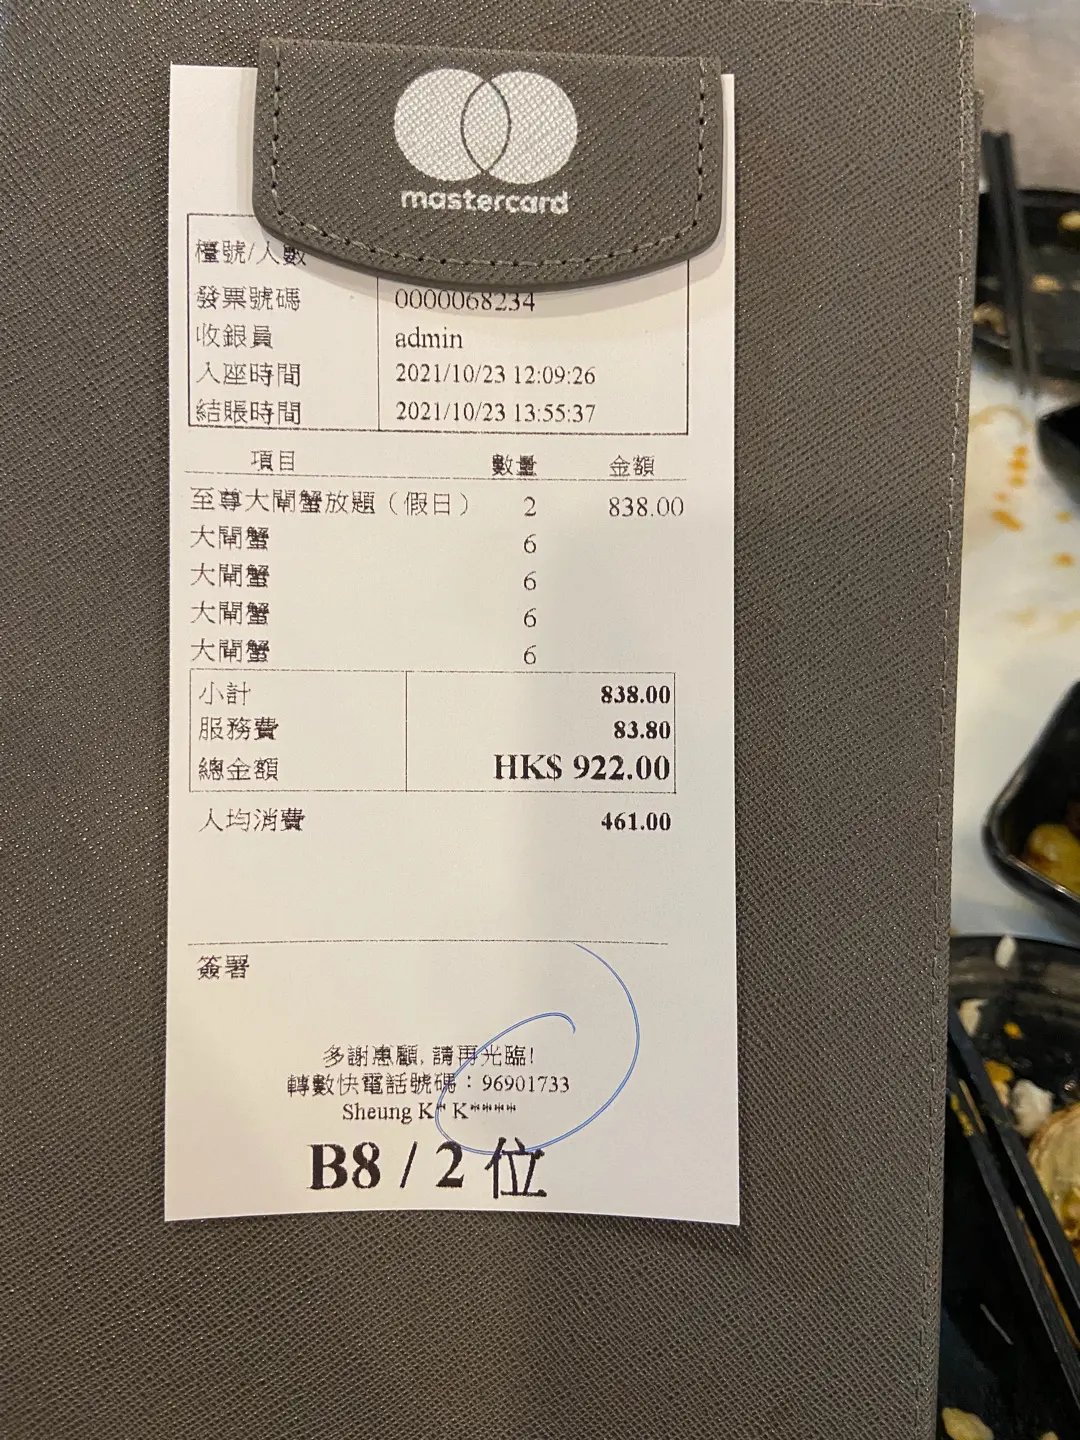 mastercard
檯號/人數
發票號碼 0000068234
收銀員 admin
入座時間 2021/10/23 12:09:26
結賬時間 2021/10/23 13:55:37
項目 數量 金額
至尊大閘蟹放題（假日） 2 838.00
大閘蟹 6
大閘蟹 6
大閘蟹 6
大閘蟹 6
小計 838.00
服務費 83.80
總金額 HK$ 922.00
人均消費 461.00
簽署
多謝惠顧, 請再光臨!
轉數快電話號碼：96901733
Sheung K* K*****
B8 / 2 位